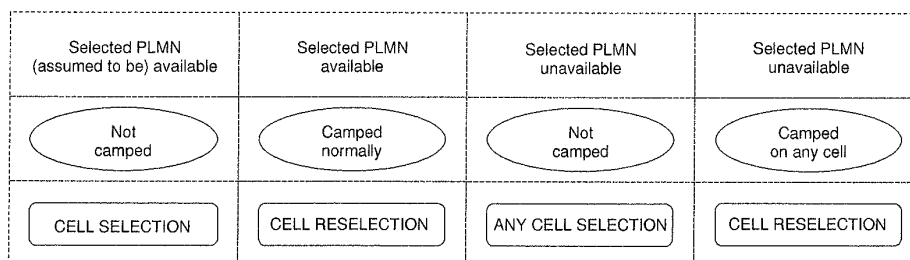 Selected PLMN
(assumed to be) available
Selected PLMN
available
Selected PLMN
unavailable
Selected PLMN
unavailable
Not
camped
Camped
normally
Not
camped
Camped
on any cell
CELL SELECTION
CELL RESELECTION
ANY CELL SELECTION
CELL RESELECTION